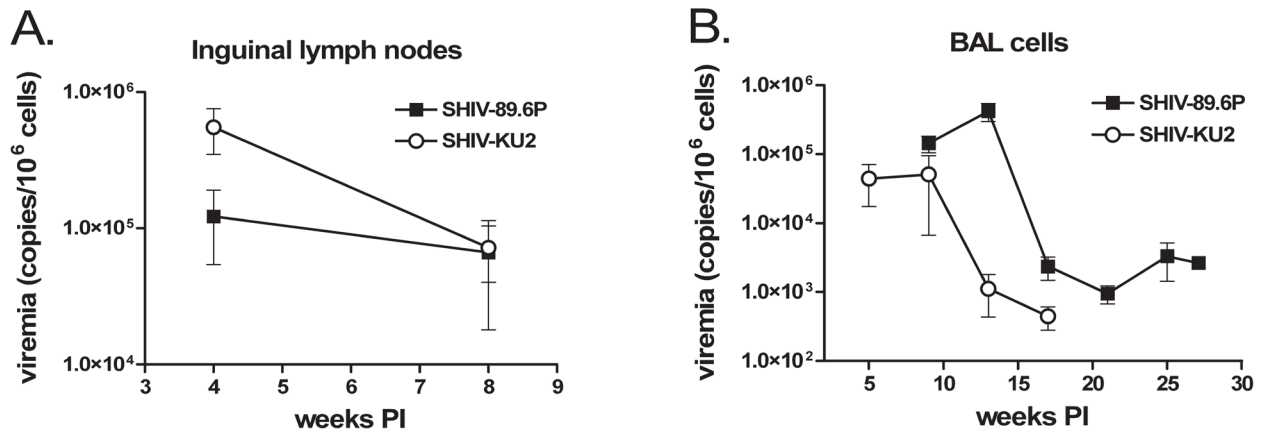 A.
Inguinal lymph nodes
viremia (copies/10⁶ cells)
1.0×10⁶
1.0×10⁵
1.0×10⁴
SHIV-89.6P
SHIV-KU2
3 4 5 6 7 8 9
weeks PI
B.
BAL cells
viremia (copies/10⁶ cells)
1.0×10⁶
1.0×10⁵
1.0×10⁴
1.0×10³
1.0×10²
SHIV-89.6P
SHIV-KU2
5 10 15 20 25 30
weeks PI